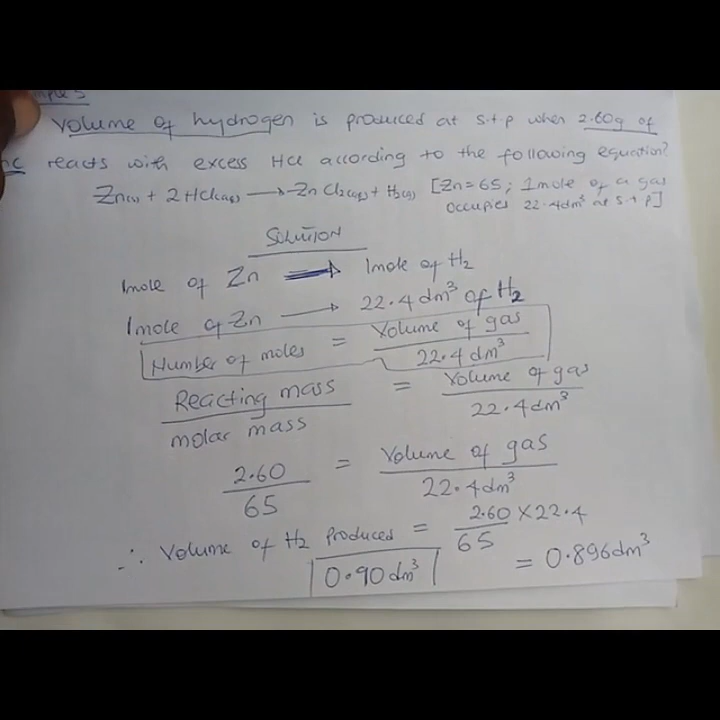 Volume of hydrogen is produced at s.t.p when 2.60g of
reacts with excess HCl according to the following equation?
Zn(s) + 2HCl(aq) → ZnCl2(aq) + H2(g) [Zn=65; 1mole of a gas
occupies 22.4dm³ at s.t.p]
SOLUTION
1mole of Zn → 1mole of H2
1mole of Zn → 22.4 dm³ of H2
Number of moles = Volume of gas / 22.4 dm³
Reacting mass / molar mass = Volume of gas / 22.4dm³
2.60 / 65 = Volume of gas / 22.4dm³
∴ Volume of H2 Produced = 2.60 / 65 × 22.4
= 0.896dm³
0.90dm³